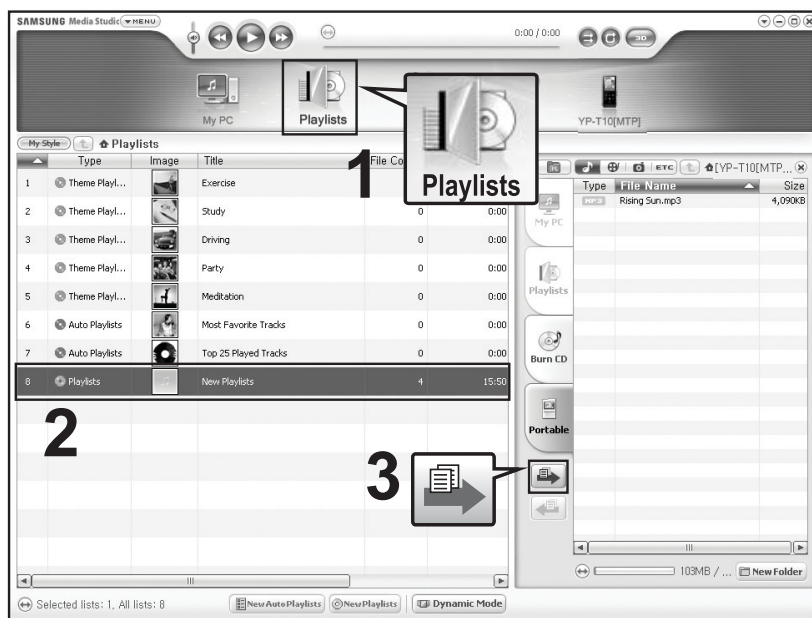 SAMSUNG Media Studio MENU
0:00 / 0:00
3D
My PC
Playlists
YP-T10[MTP]
My Style Playlists
1
Playlists
Type Image Title File Co
1 Theme Playl... Exercise
2 Theme Playl... Study 0 0:00
3 Theme Playl... Driving 0 0:00
4 Theme Playl... Party 0 0:00
5 Theme Playl... Meditation 0 0:00
6 Auto Playlists Most Favorite Tracks 0 0:00
7 Auto Playlists Top 25 Played Tracks 0 0:00
8 Playlists New Playlists 4 15:50
2
3
Selected lists: 1, All lists: 8
New Auto Playlists
New Playlists
Dynamic Mode
ETC
[YP-T10[MTP...
Type File Name Size
MP3 Rising Sun.mp3 4,090KB
My PC
Playlists
Burn CD
Portable
103MB / ...
New Folder